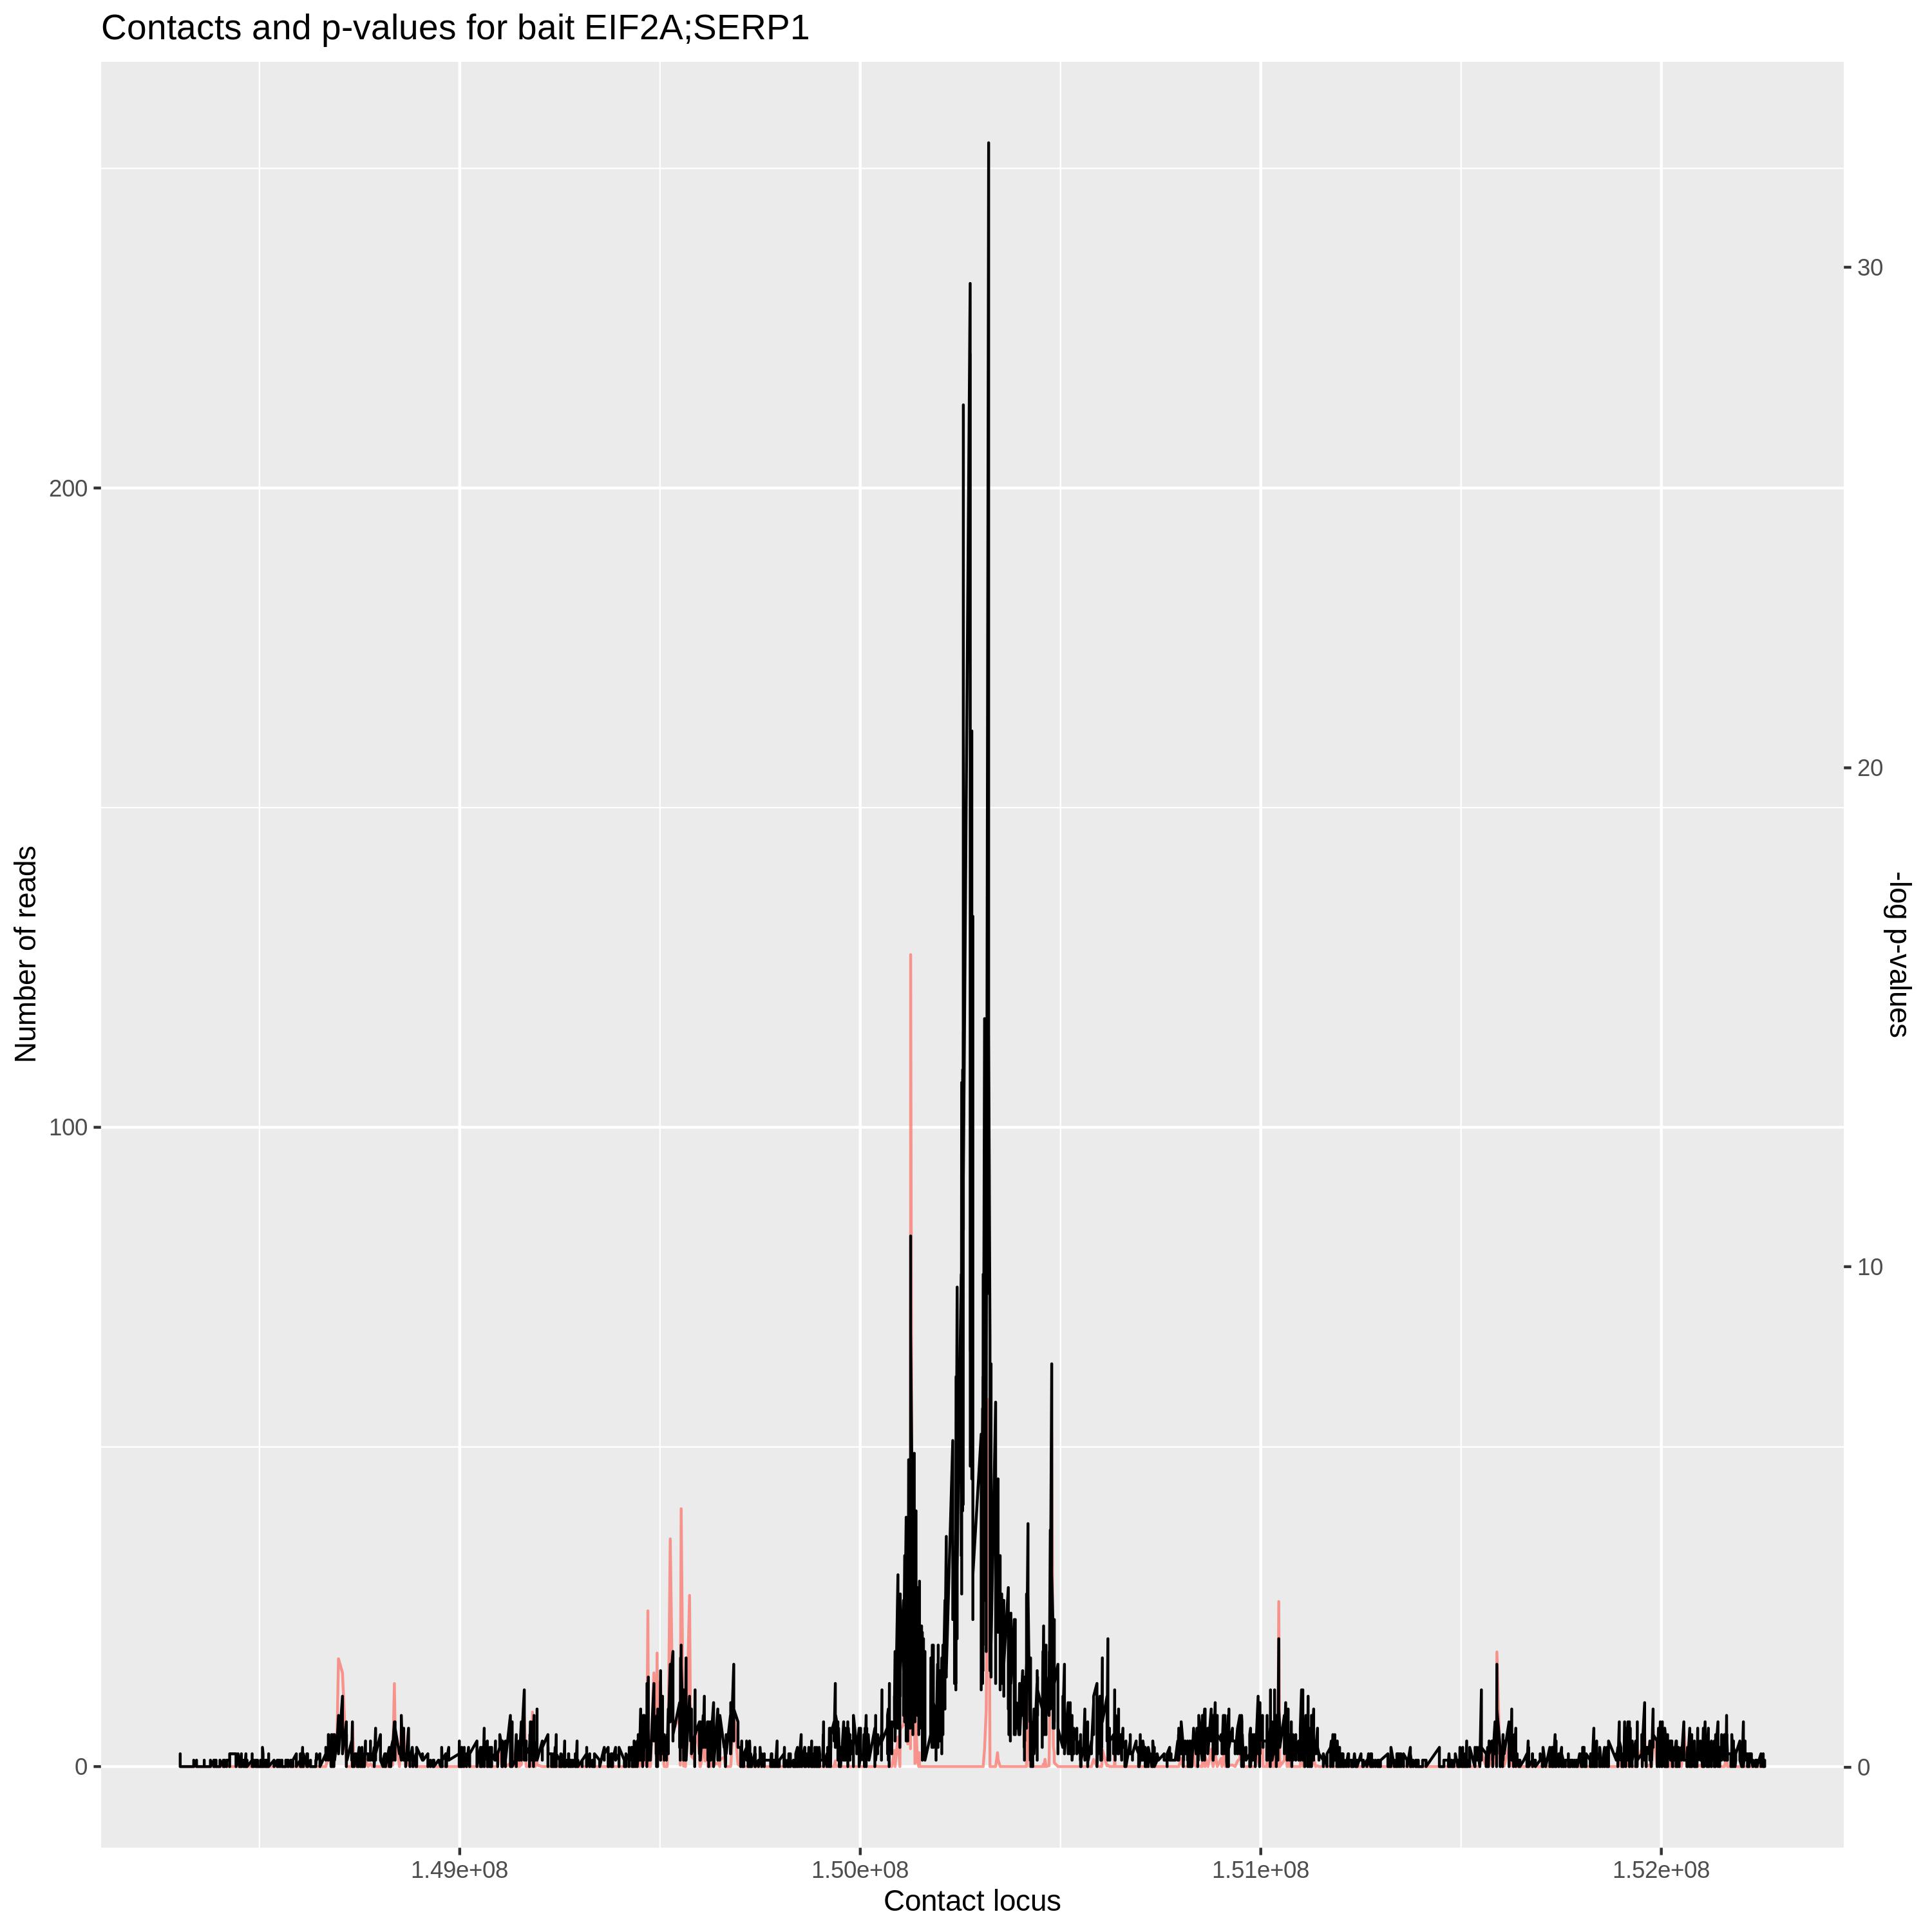 Contacts and p-values for bait EIF2A;SERP1
Number of reads
200
100
0
30
20
10
0
-log p-values
1.49e+08 1.50e+08 1.51e+08 1.52e+08
Contact locus